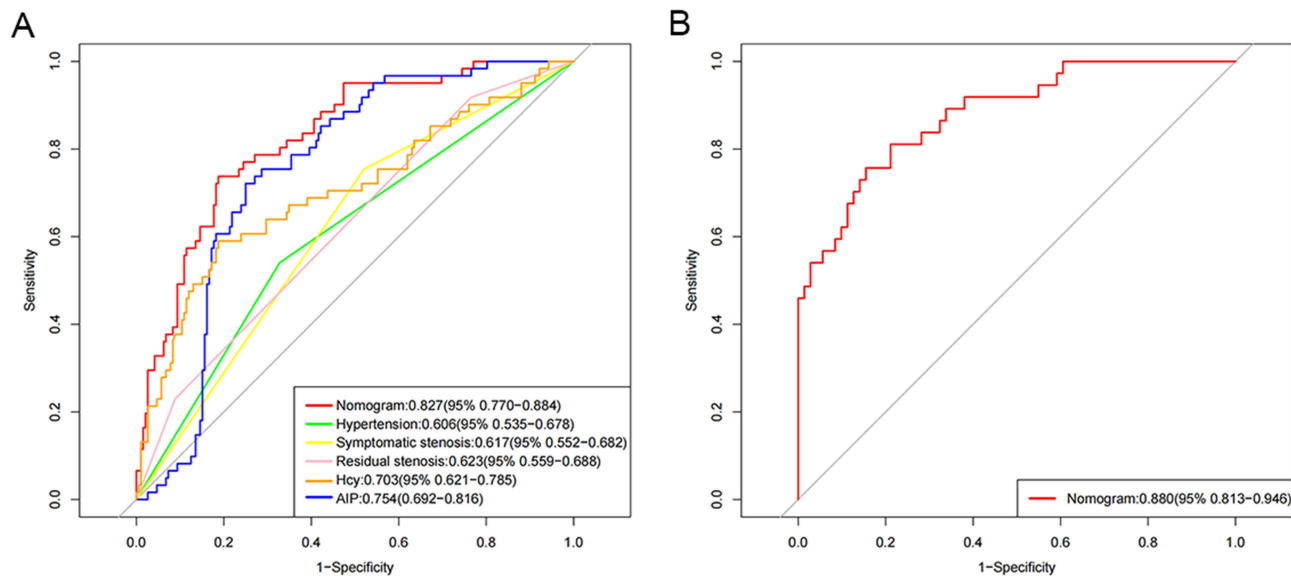 A
Sensitivity
1.0
0.8
0.6
0.4
0.2
0.0
Nomogram:0.827(95% 0.770−0.884)
Hypertension:0.606(95% 0.535−0.678)
Symptomatic stenosis:0.617(95% 0.552−0.682)
Residual stenosis:0.623(95% 0.559−0.688)
Hcy:0.703(95% 0.621−0.785)
AIP:0.754(0.692−0.816)
0.0 0.2 0.4 0.6 0.8 1.0
1-Specificity
B
Sensitivity
1.0
0.8
0.6
0.4
0.2
0.0
Nomogram:0.880(95% 0.813−0.946)
0.0 0.2 0.4 0.6 0.8 1.0
1-Specificity